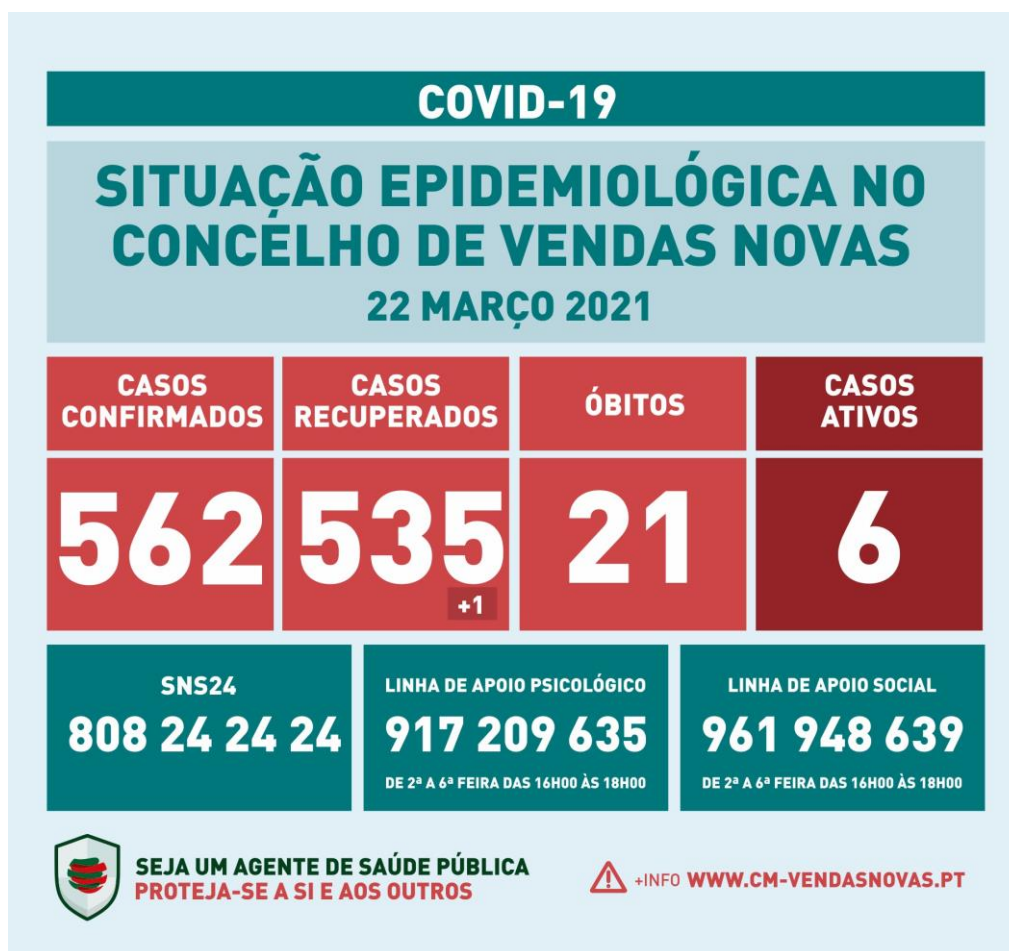 COVID-19
SITUAÇÃO EPIDEMIOLÓGICA NO
CONCELHO DE VENDAS NOVAS
22 MARÇO 2021
CASOS
CONFIRMADOS
562
CASOS
RECUPERADOS
535
+1
ÓBITOS
21
CASOS
ATIVOS
6
SNS24
808 24 24 24
LINHA DE APOIO PSICOLÓGICO
917 209 635
DE 2ª A 6ª FEIRA DAS 16H00 ÀS 18H00
LINHA DE APOIO SOCIAL
961 948 639
DE 2ª A 6ª FEIRA DAS 16H00 ÀS 18H00
SEJA UM AGENTE DE SAÚDE PÚBLICA
PROTEJA-SE A SI E AOS OUTROS
+INFO WWW.CM-VENDASNOVAS.PT